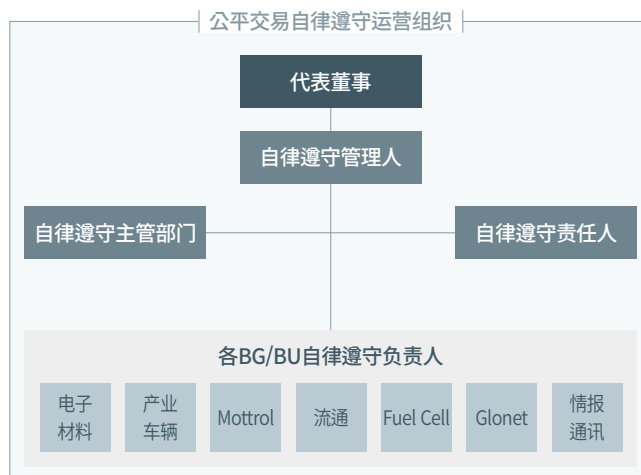 公平交易自律遵守运营组织
代表董事
自律遵守管理人
自律遵守主管部门
自律遵守责任人
各BG/BU自律遵守负责人
电子
材料
产业
车辆
Mottrol
流通
Fuel Cell
Glonet
情报
通讯